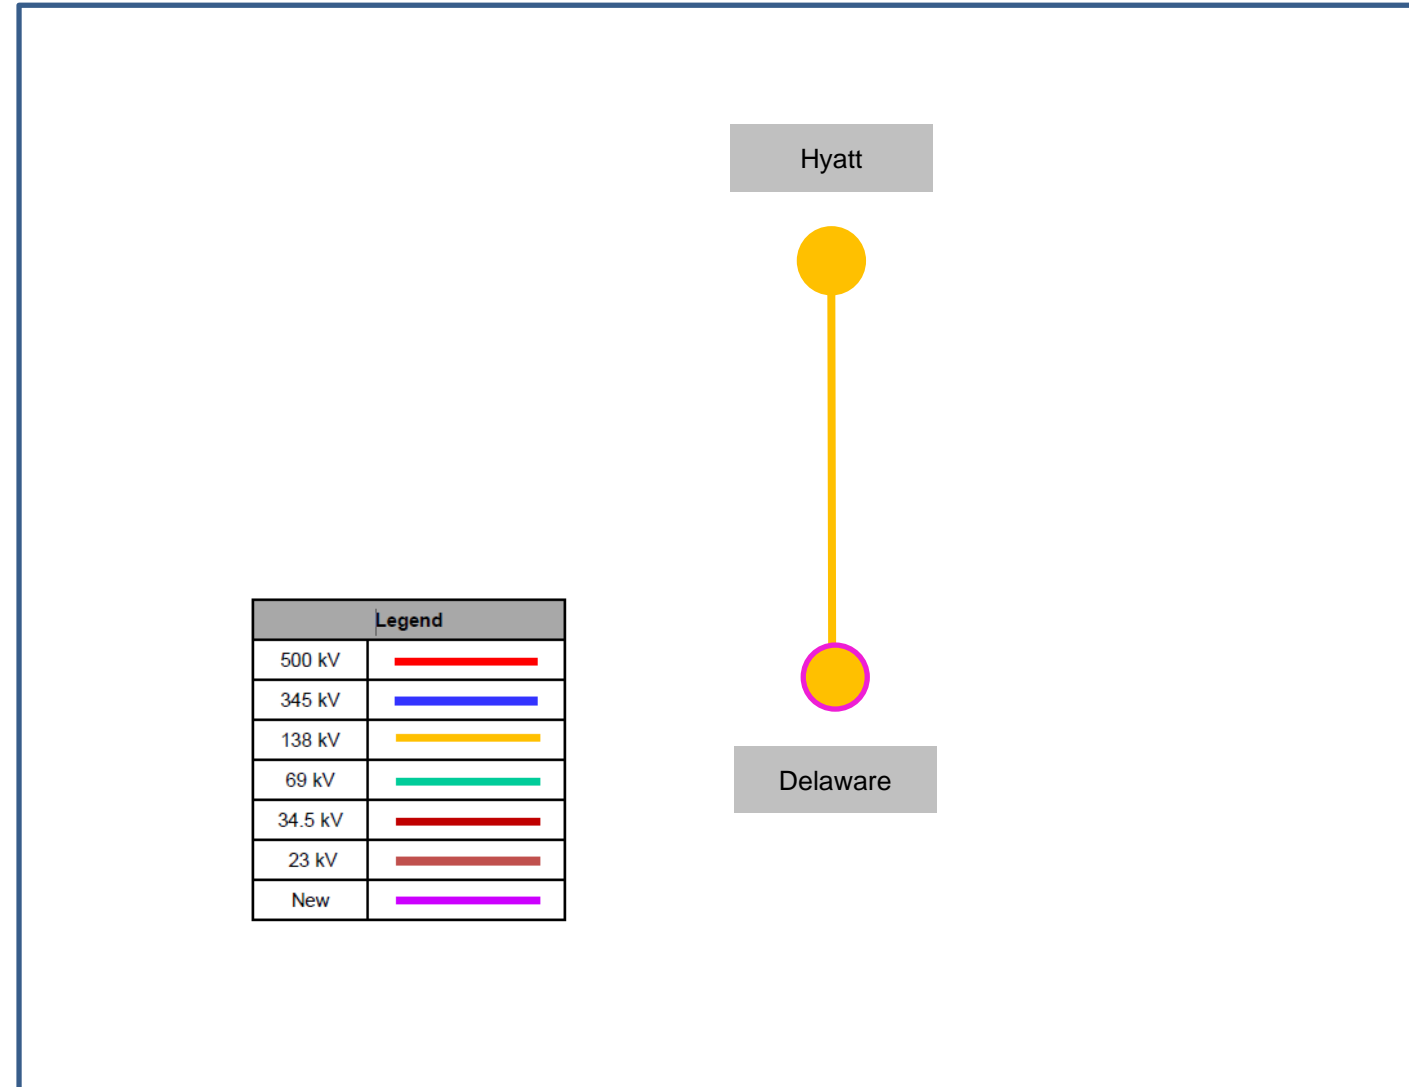 Hyatt
Legend
500 kV
345 kV
138 kV
69 kV
34.5 kV
23 kV
New
Delaware